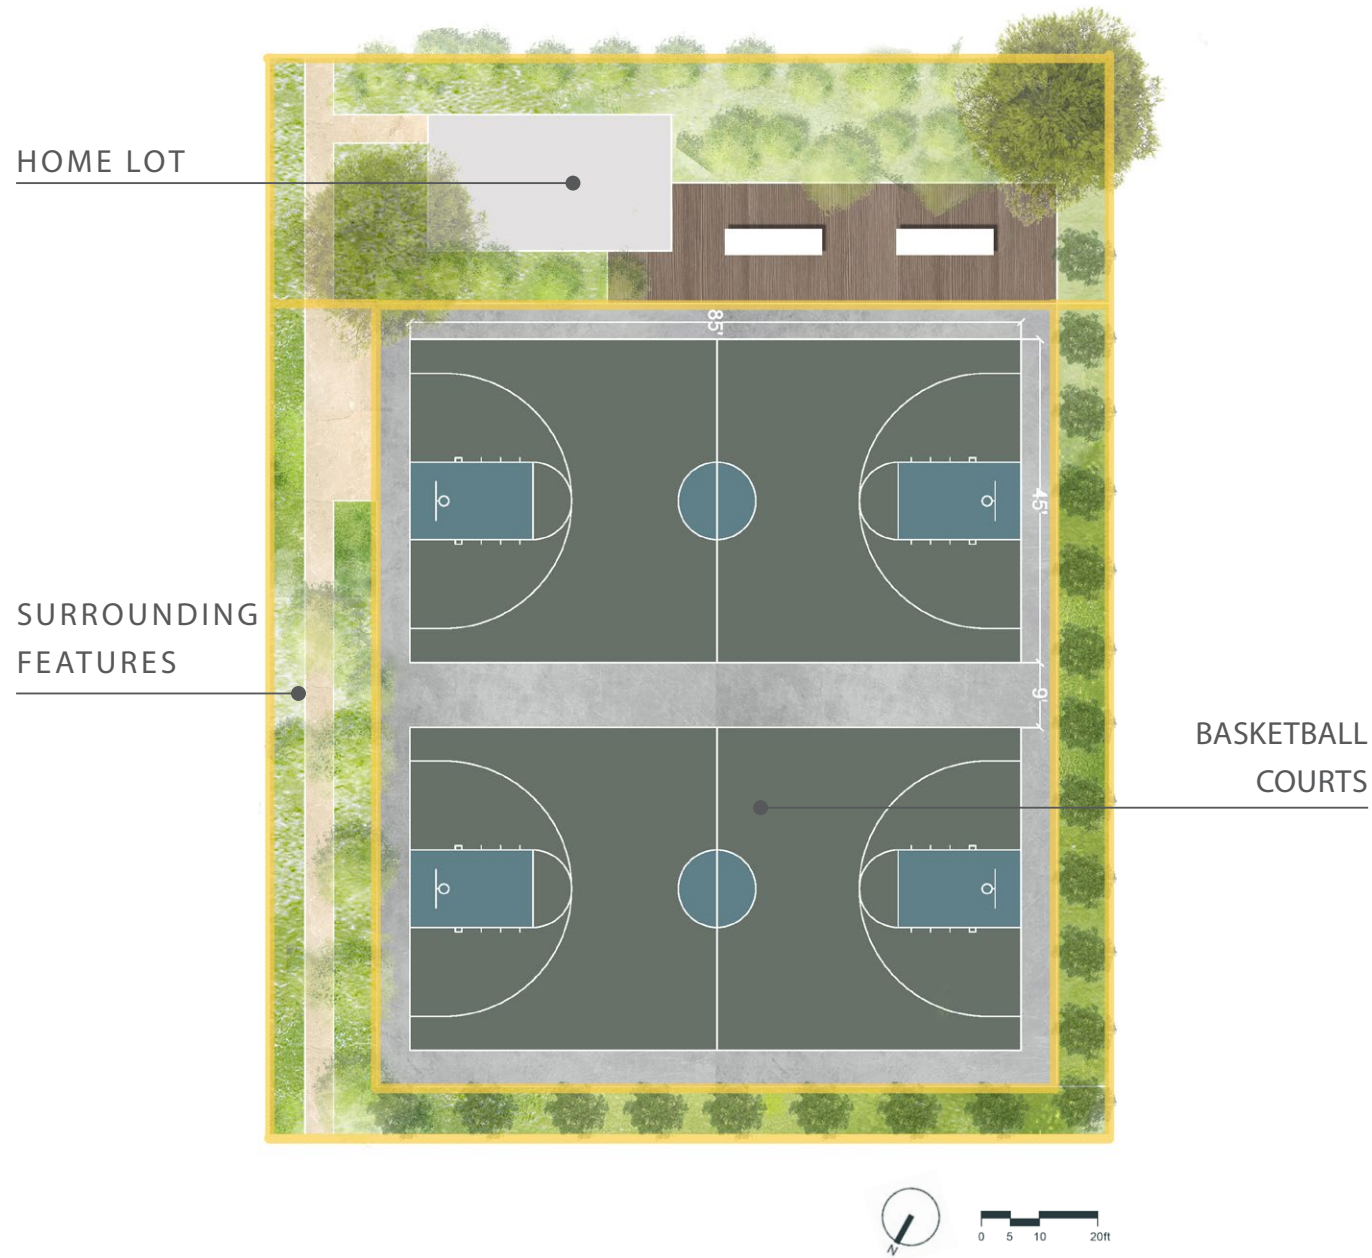 85'
HOME LOT
45'
SURROUNDING
FEATURES
9'
BASKETBALL
COURTS
N
0 5 10 20ft